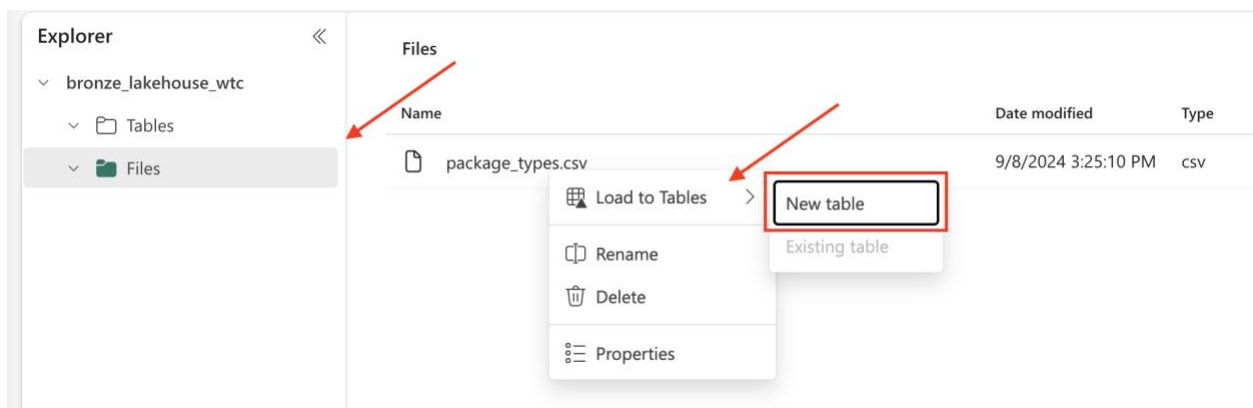 Explorer
bronze_lakehouse_wtc
Tables
Files
Files
Name Date modified Type
package_types.csv 9/8/2024 3:25:10 PM csv
Load to Tables
New table
Existing table
Rename
Delete
Properties